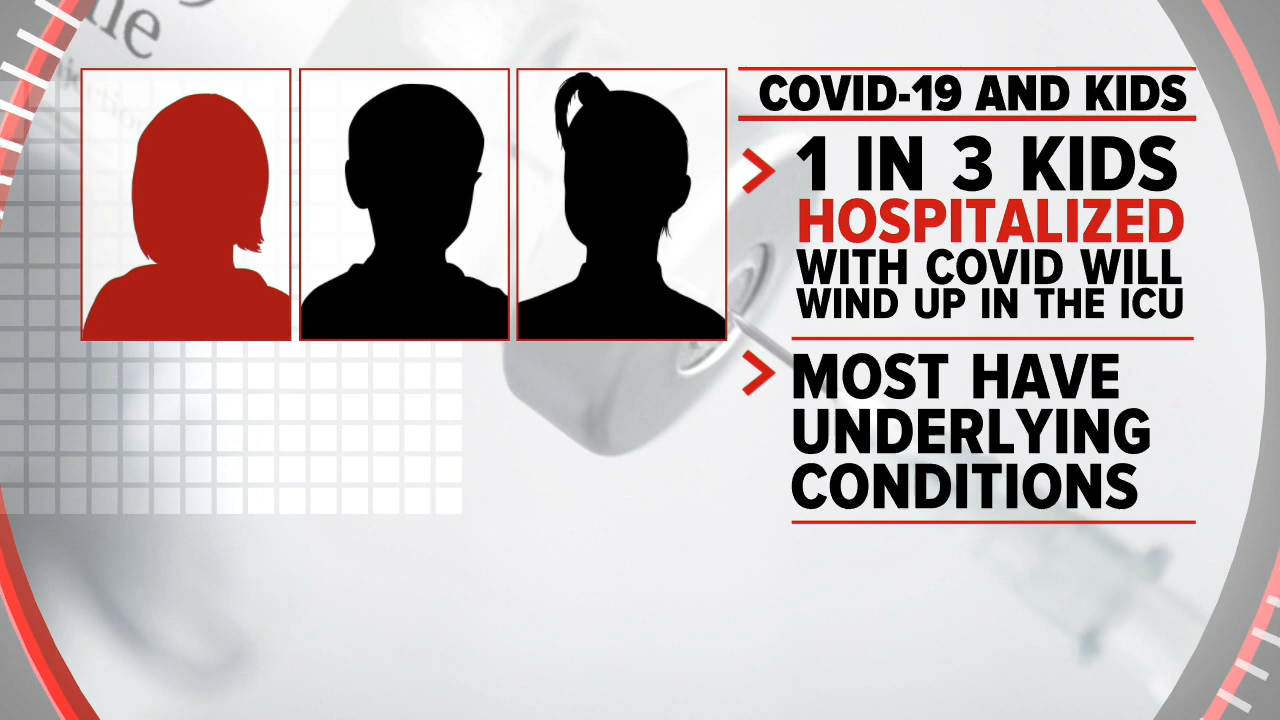 COVID-19 AND KIDS
1 IN 3 KIDS
HOSPITALIZED
WITH COVID WILL
WIND UP IN THE ICU
MOST HAVE
UNDERLYING
CONDITIONS